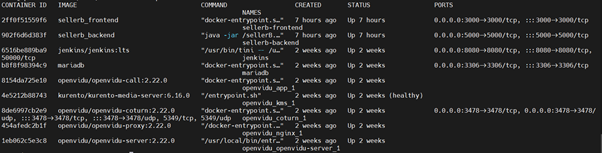 CONTAINER ID IMAGE COMMAND CREATED STATUS PORTS
NAMES
2ff0f51559f6 sellerb_frontend "docker-entrypoint.s…" 7 hours ago Up 7 hours 0.0.0.0:3000->3000/tcp, :::3000->3000/tcp
sellerb-frontend
902f6d6d383f sellerb_backend "java -jar /sellerB.…" 7 hours ago Up 7 hours 0.0.0.0:5000->5000/tcp, :::5000->5000/tcp
sellerb-backend
6516be889ba9 jenkins/jenkins:lts "/usr/bin/tini -- /u…" 2 weeks ago Up 2 weeks 0.0.0.0:8080->8080/tcp, :::8080->8080/tcp,
50000/tcp jenkins
b8f8f98394c9 mariadb "docker-entrypoint.s…" 2 weeks ago Up 2 weeks 0.0.0.0:3306->3306/tcp, :::3306->3306/tcp
mariadb
8154da725e10 openvidu/openvidu-call:2.22.0 "docker-entrypoint.s…" 2 weeks ago Up 2 weeks
openvidu_app_1
4e5212b88743 kurento/kurento-media-server:6.16.0 "/entrypoint.sh" 2 weeks ago Up 2 weeks (healthy)
openvidu_kms_1
8de6997cb2e9 openvidu/openvidu-coturn:2.22.0 "docker-entrypoint.s…" 2 weeks ago Up 2 weeks 0.0.0.0:3478->3478/tcp, 0.0.0.0:3478->3478/
udp, :::3478->3478/tcp, :::3478->3478/udp, 5349/tcp, 5349/udp openvidu_coturn_1
454afedc2b1f openvidu/openvidu-proxy:2.22.0 "/docker-entrypoint.…" 2 weeks ago Up 2 weeks
openvidu_nginx_1
1eb062c5e3c8 openvidu/openvidu-server:2.22.0 "/usr/local/bin/entr…" 2 weeks ago Up 2 weeks
openvidu_openvidu-server_1